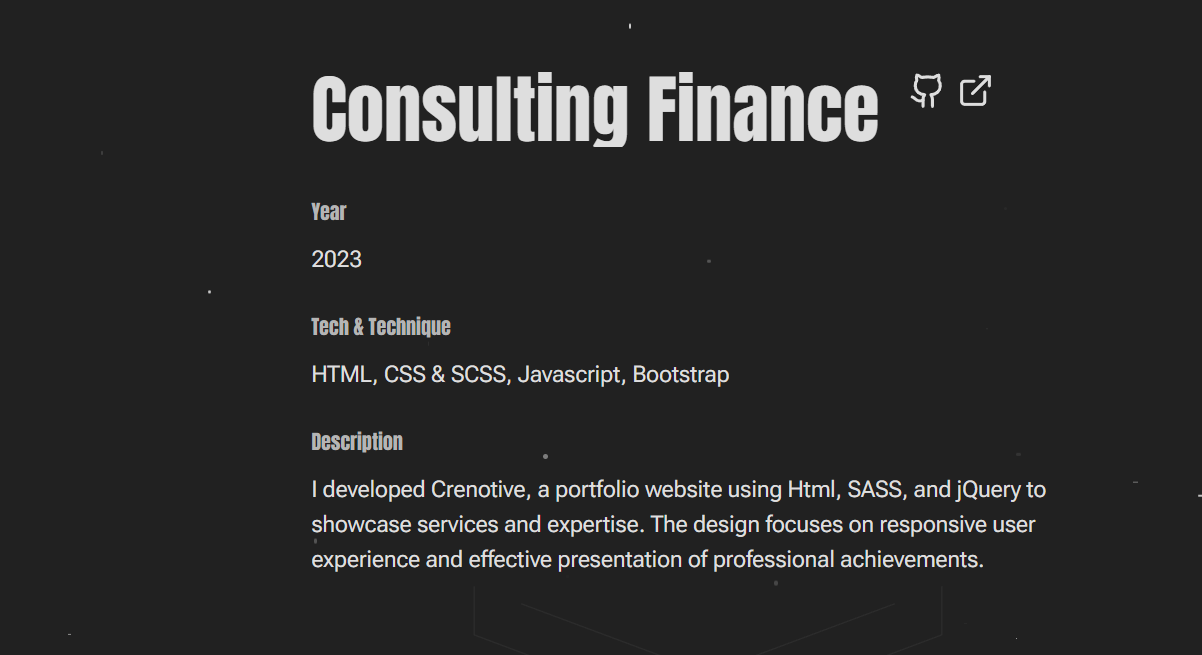 Consulting Finance
Year
2023
Tech & Technique
HTML, CSS & SCSS, Javascript, Bootstrap
Description
I developed Crenotive, a portfolio website using Html, SASS, and jQuery to
showcase services and expertise. The design focuses on responsive user
experience and effective presentation of professional achievements.